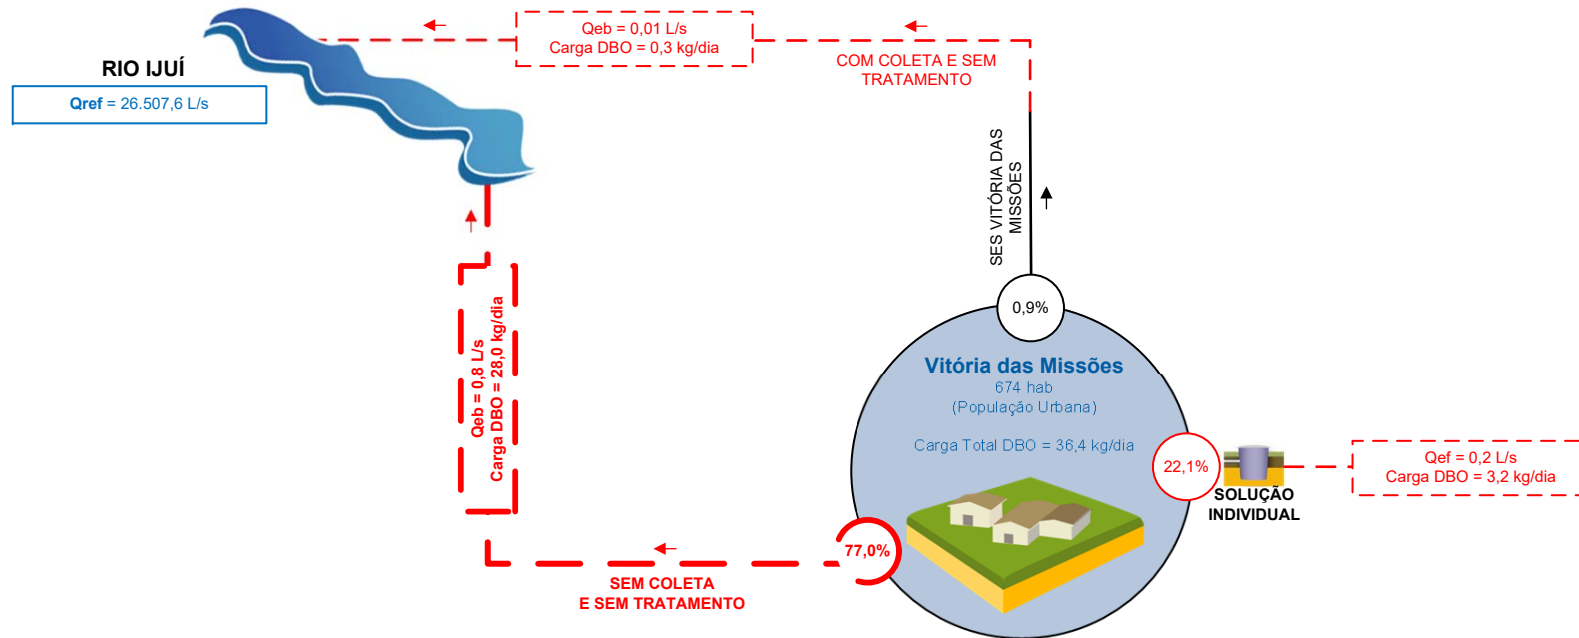 Qeb = 0,01 L/s
Carga DBO = 0,3 kg/dia
COM COLETA E SEM
TRATAMENTO
RIO IJUÍ
Qref = 26.507,6 L/s
SES VITÓRIA DAS
MISSÕES
0,9%
Vitória das Missões
674 hab
(População Urbana)
Carga Total DBO = 36,4 kg/dia
22,1%
SOLUÇÃO
INDIVIDUAL
Qef = 0,2 L/s
Carga DBO = 3,2 kg/dia
Qeb = 0,8 L/s
Carga DBO = 28,0 kg/dia
77,0%
SEM COLETA
E SEM TRATAMENTO